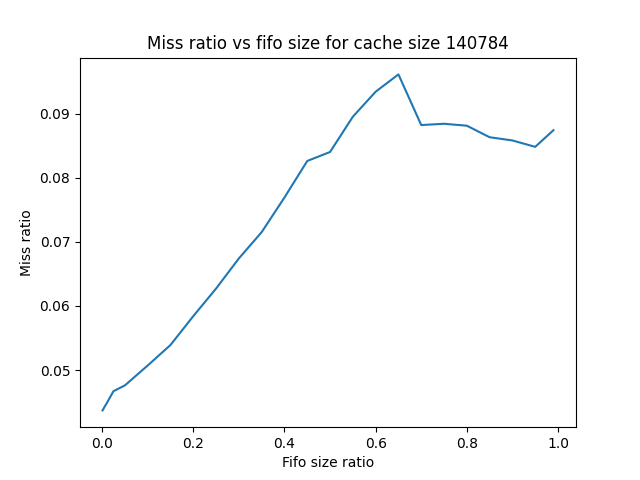 Miss ratio vs fifo size for cache size 140784
0.09
0.08
0.07
0.06
0.05
Miss ratio
0.0 0.2 0.4 0.6 0.8 1.0
Fifo size ratio